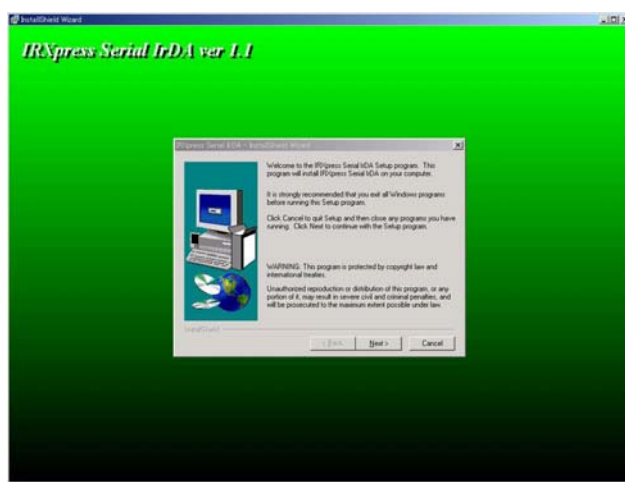 InstallShield Wizard
IRXpress Serial IrDA ver 1.1
IRXpress Serial IrDA - InstallShield Wizard
Welcome to the IRXpress Serial IrDA Setup program. This
program will install IRXpress Serial IrDA on your computer.
It is strongly recommended that you exit all Windows programs
before running this Setup program.
Click Cancel to quit Setup and then close any programs you have
running. Click Next to continue with the Setup program.
WARNING: This program is protected by copyright law and
international treaties.
Unauthorized reproduction or distribution of this program, or any
portion of it, may result in severe civil and criminal penalties, and
will be prosecuted to the maximum extent possible under law.
InstallShield
< Back Next > Cancel